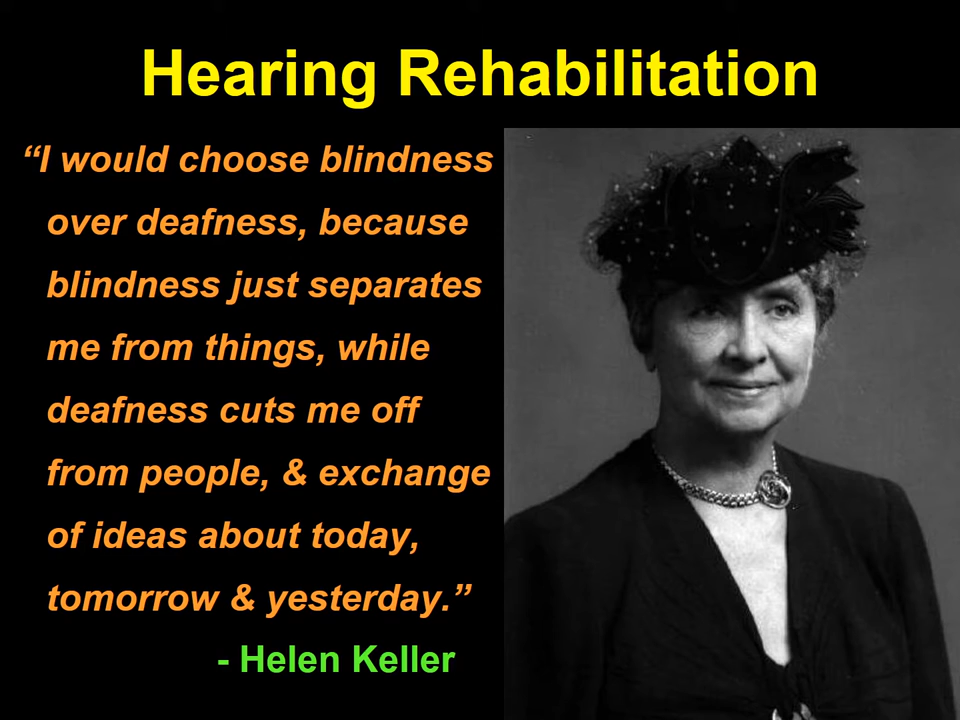 Hearing Rehabilitation
“I would choose blindness
over deafness, because
blindness just separates
me from things, while
deafness cuts me off
from people, & exchange
of ideas about today,
tomorrow & yesterday.”
- Helen Keller